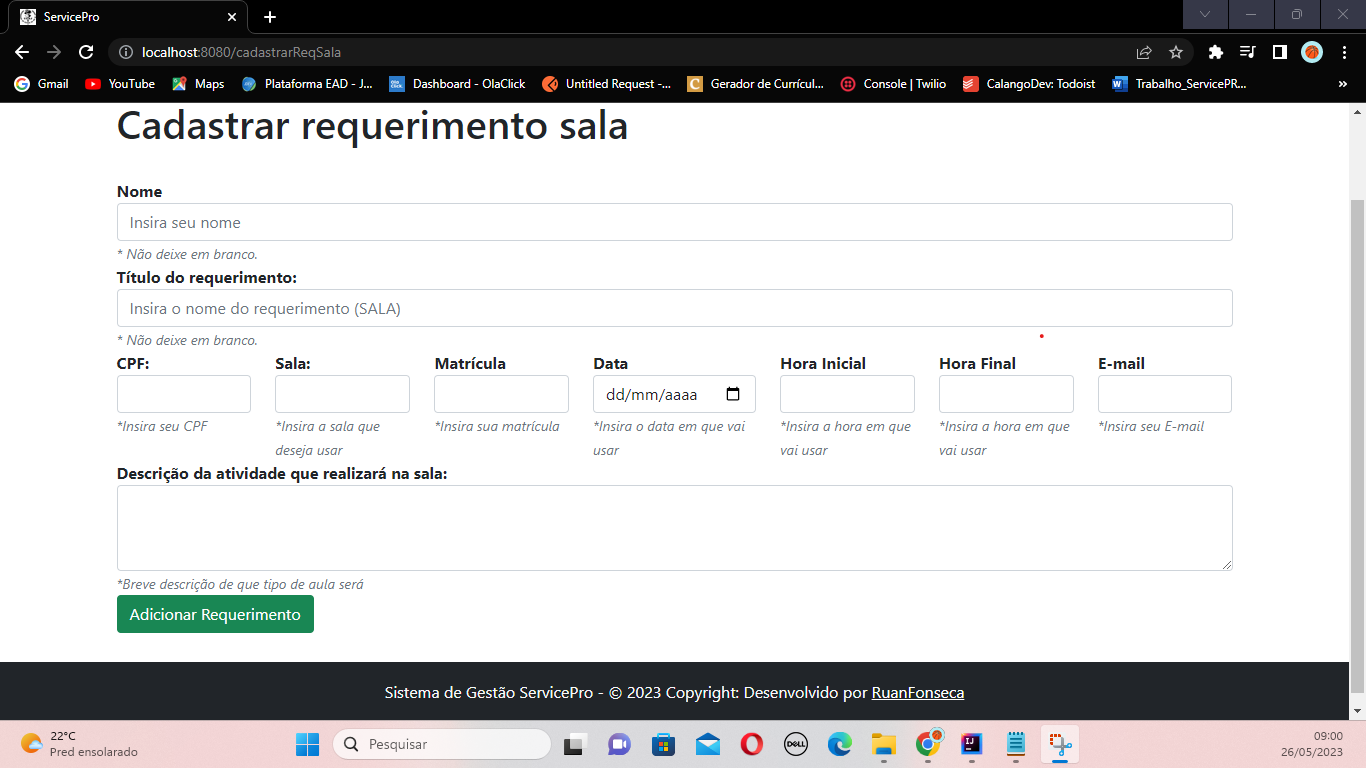 ServicePro
localhost:8080/cadastrarReqSala
Gmail YouTube Maps Plataforma EAD - J... Dashboard - OlaClick Untitled Request -... Gerador de Currícul... Console | Twilio CalangoDev: Todoist Trabalho_ServicePR... »
Cadastrar requerimento sala
Nome
Insira seu nome
* Não deixe em branco.
Título do requerimento:
Insira o nome do requerimento (SALA)
* Não deixe em branco.
CPF: Sala: Matrícula Data Hora Inicial Hora Final E-mail
dd/mm/aaaa
*Insira seu CPF *Insira a sala que *Insira sua matrícula *Insira o data em que vai *Insira a hora em que *Insira a hora em que *Insira seu E-mail
deseja usar usar vai usar vai usar
Descrição da atividade que realizará na sala:
*Breve descrição de que tipo de aula será
Adicionar Requerimento
Sistema de Gestão ServicePro - © 2023 Copyright: Desenvolvido por RuanFonseca
22°C
Pred ensolarado
Pesquisar
DELL
09:00
26/05/2023